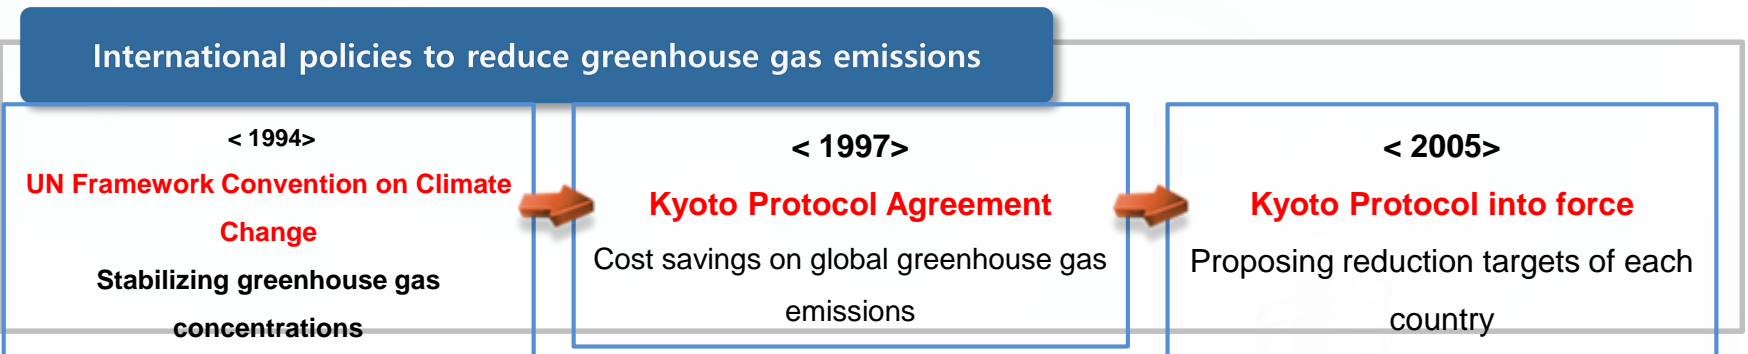 International policies to reduce greenhouse gas emissions
< 1994>
UN Framework Convention on Climate
Change
Stabilizing greenhouse gas
concentrations
< 1997>
Kyoto Protocol Agreement
Cost savings on global greenhouse gas
emissions
< 2005>
Kyoto Protocol into force
Proposing reduction targets of each
country